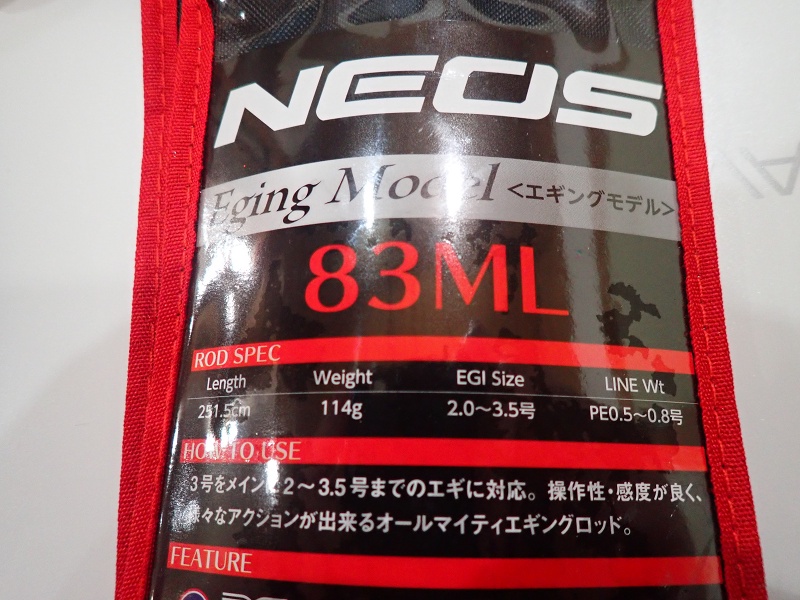 NEOS
Eging Model <エギングモデル>
83ML
ROD SPEC
Length Weight EGI Size LINE Wt
251.5cm 114g 2.0〜3.5号 PE0.5〜0.8号
HOW TO USE
3号をメインに2〜3.5号までのエギに対応。操作性・感度が良く、
様々なアクションが出来るオールマイティエギングロッド。
FEATURE